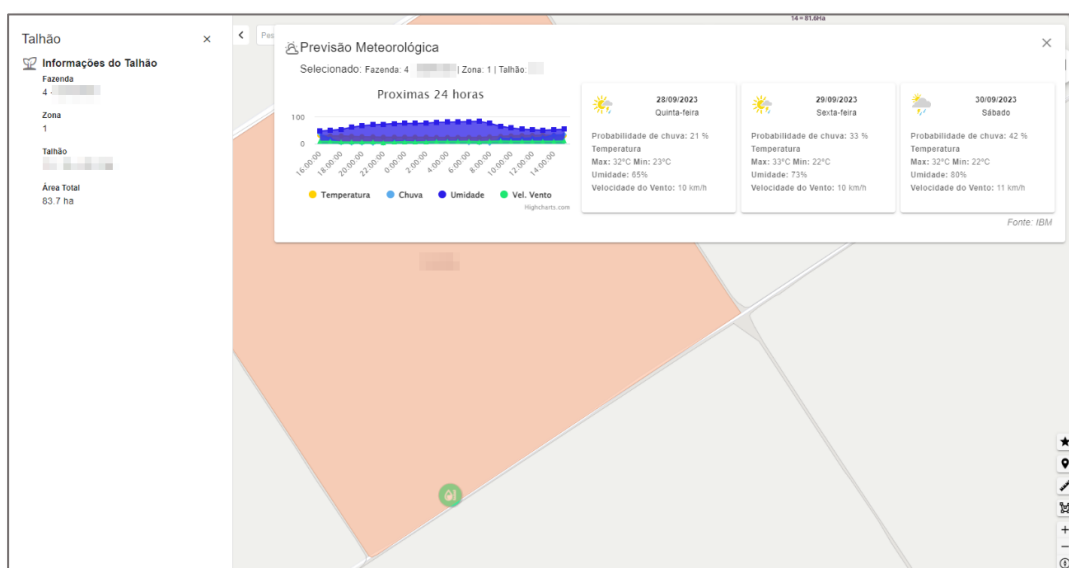 Talhão
Informações do Talhão
Fazenda
4 -
Zona
1
Talhão
Área Total
83.7 ha
14 = 81,6Ha
Pes
Previsão Meteorológica
Selecionado: Fazenda: 4 | Zona: 1 | Talhão:
Proximas 24 horas
100
0
16:00:00
18:00:00
20:00:00
22:00:00
0:00:00
2:00:00
4:00:00
6:00:00
8:00:00
10:00:00
12:00:00
14:00:00
Temperatura Chuva Umidade Vel. Vento
Highcharts.com
28/09/2023
Quinta-feira
Probabilidade de chuva: 21 %
Temperatura
Max: 32°C Min: 23°C
Umidade: 65%
Velocidade do Vento: 10 km/h
29/09/2023
Sexta-feira
Probabilidade de chuva: 33 %
Temperatura
Max: 33°C Min: 22°C
Umidade: 73%
Velocidade do Vento: 10 km/h
30/09/2023
Sábado
Probabilidade de chuva: 42 %
Temperatura
Max: 32°C Min: 22°C
Umidade: 80%
Velocidade do Vento: 11 km/h
Fonte: IBM